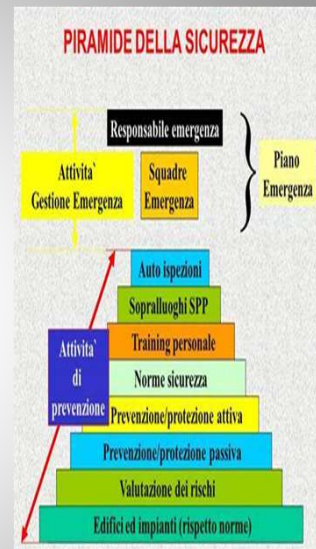 PIRAMIDE DELLA SICUREZZA
Responsabile emergenza
Attivita`
Gestione Emergenza
Squadre
Emergenza
Piano
Emergenza
Auto ispezioni
Sopralluoghi SPP
Training personale
Norme sicurezza
Attivita`
di
prevenzione
Prevenzione/protezione attiva
Prevenzione/protezione passiva
Valutazione dei rischi
Edifici ed impianti (rispetto norme)